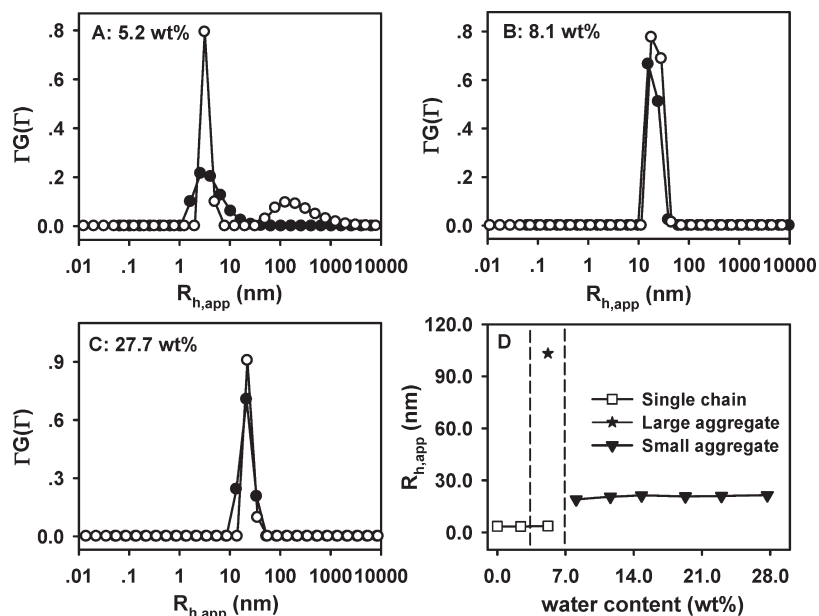 A: 5.2 wt%
ΓG(Γ)
.8
.6
.4
.2
0.0
.01 .1 1 10 100 1000 10000
R_h,app (nm)
B: 8.1 wt%
ΓG(Γ)
.8
.6
.4
.2
0.0
.01 .1 1 10 100 1000 10000
R_h,app (nm)
C: 27.7 wt%
ΓG(Γ)
.9
.6
.3
0.0
.01 .1 1 10 100 1000 10000
R_h,app (nm)
D
R_h,app (nm)
120.0
90.0
60.0
30.0
0.0
Single chain
Large aggregate
Small aggregate
0.0 7.0 14.0 21.0 28.0
water content (wt%)